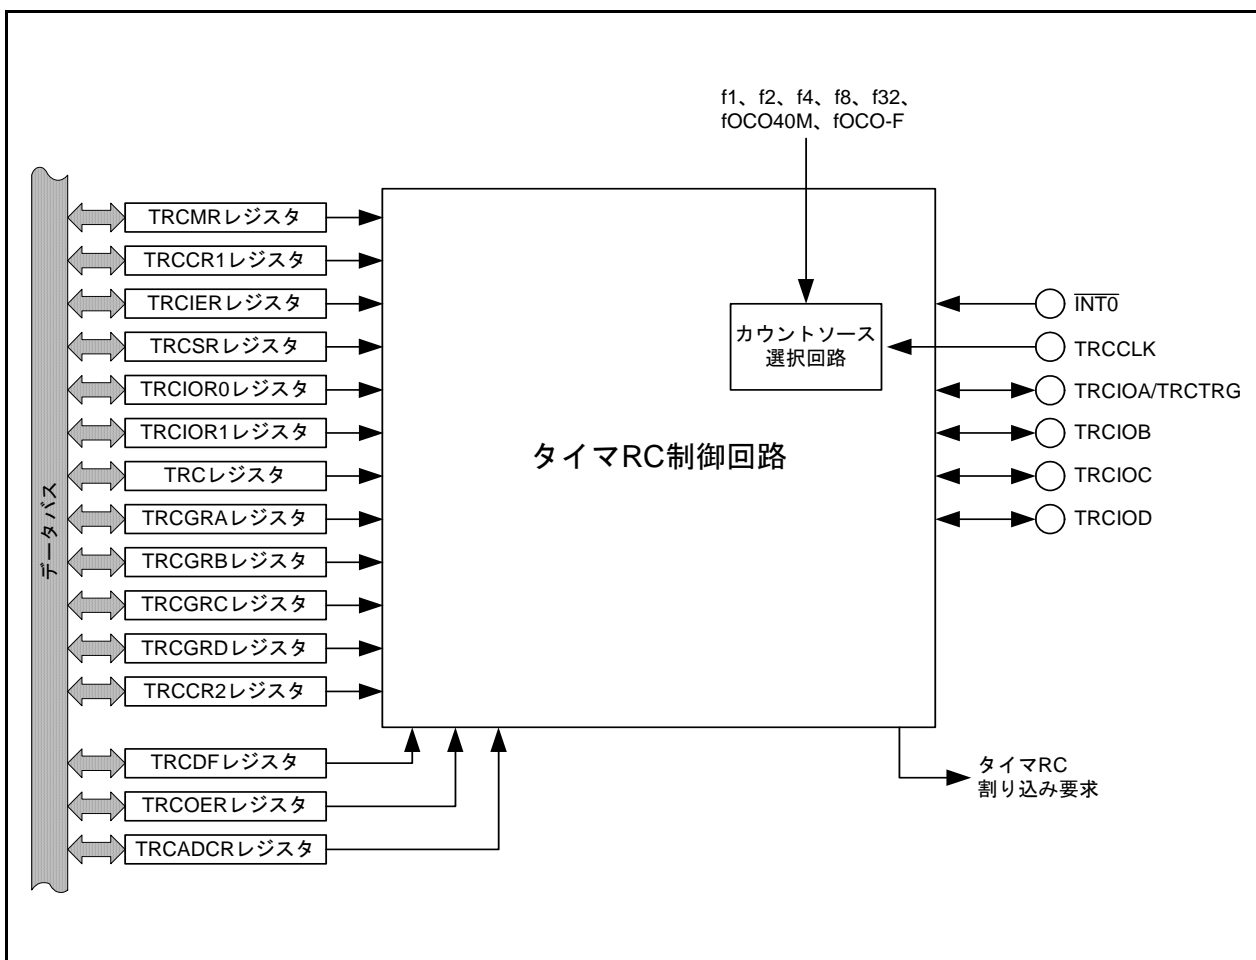 f1、f2、f4、f8、f32、
fOCO40M、fOCO-F
データバス
TRCMRレジスタ
TRCCR1レジスタ
TRCIERレジスタ
TRCSRレジスタ
TRCIOR0レジスタ
TRCIOR1レジスタ
TRCレジスタ
TRCGRAレジスタ
TRCGRBレジスタ
TRCGRCレジスタ
TRCGRDレジスタ
TRCCR2レジスタ
TRCDFレジスタ
TRCOERレジスタ
TRCADCRレジスタ
カウントソース
選択回路
タイマRC制御回路
INT0
TRCCLK
TRCIOA/TRCTRG
TRCIOB
TRCIOC
TRCIOD
タイマRC
割り込み要求